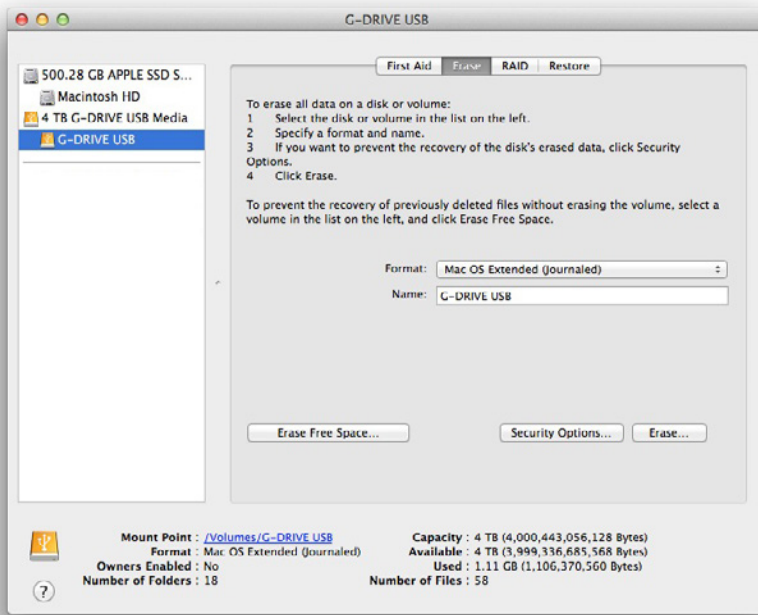 G-DRIVE USB
500.28 GB APPLE SSD S...
Macintosh HD
4 TB G-DRIVE USB Media
G-DRIVE USB
First Aid Erase RAID Restore
To erase all data on a disk or volume:
1 Select the disk or volume in the list on the left.
2 Specify a format and name.
3 If you want to prevent the recovery of the disk's erased data, click Security
Options.
4 Click Erase.
To prevent the recovery of previously deleted files without erasing the volume, select a
volume in the list on the left, and click Erase Free Space.
Format: Mac OS Extended (Journaled)
Name: G-DRIVE USB
Erase Free Space... Security Options... Erase...
Mount Point : /Volumes/G-DRIVE USB Capacity : 4 TB (4,000,443,056,128 Bytes)
Format : Mac OS Extended (Journaled) Available : 4 TB (3,999,336,685,568 Bytes)
Owners Enabled : No Used : 1.11 GB (1,106,370,560 Bytes)
Number of Folders : 18 Number of Files : 58
?